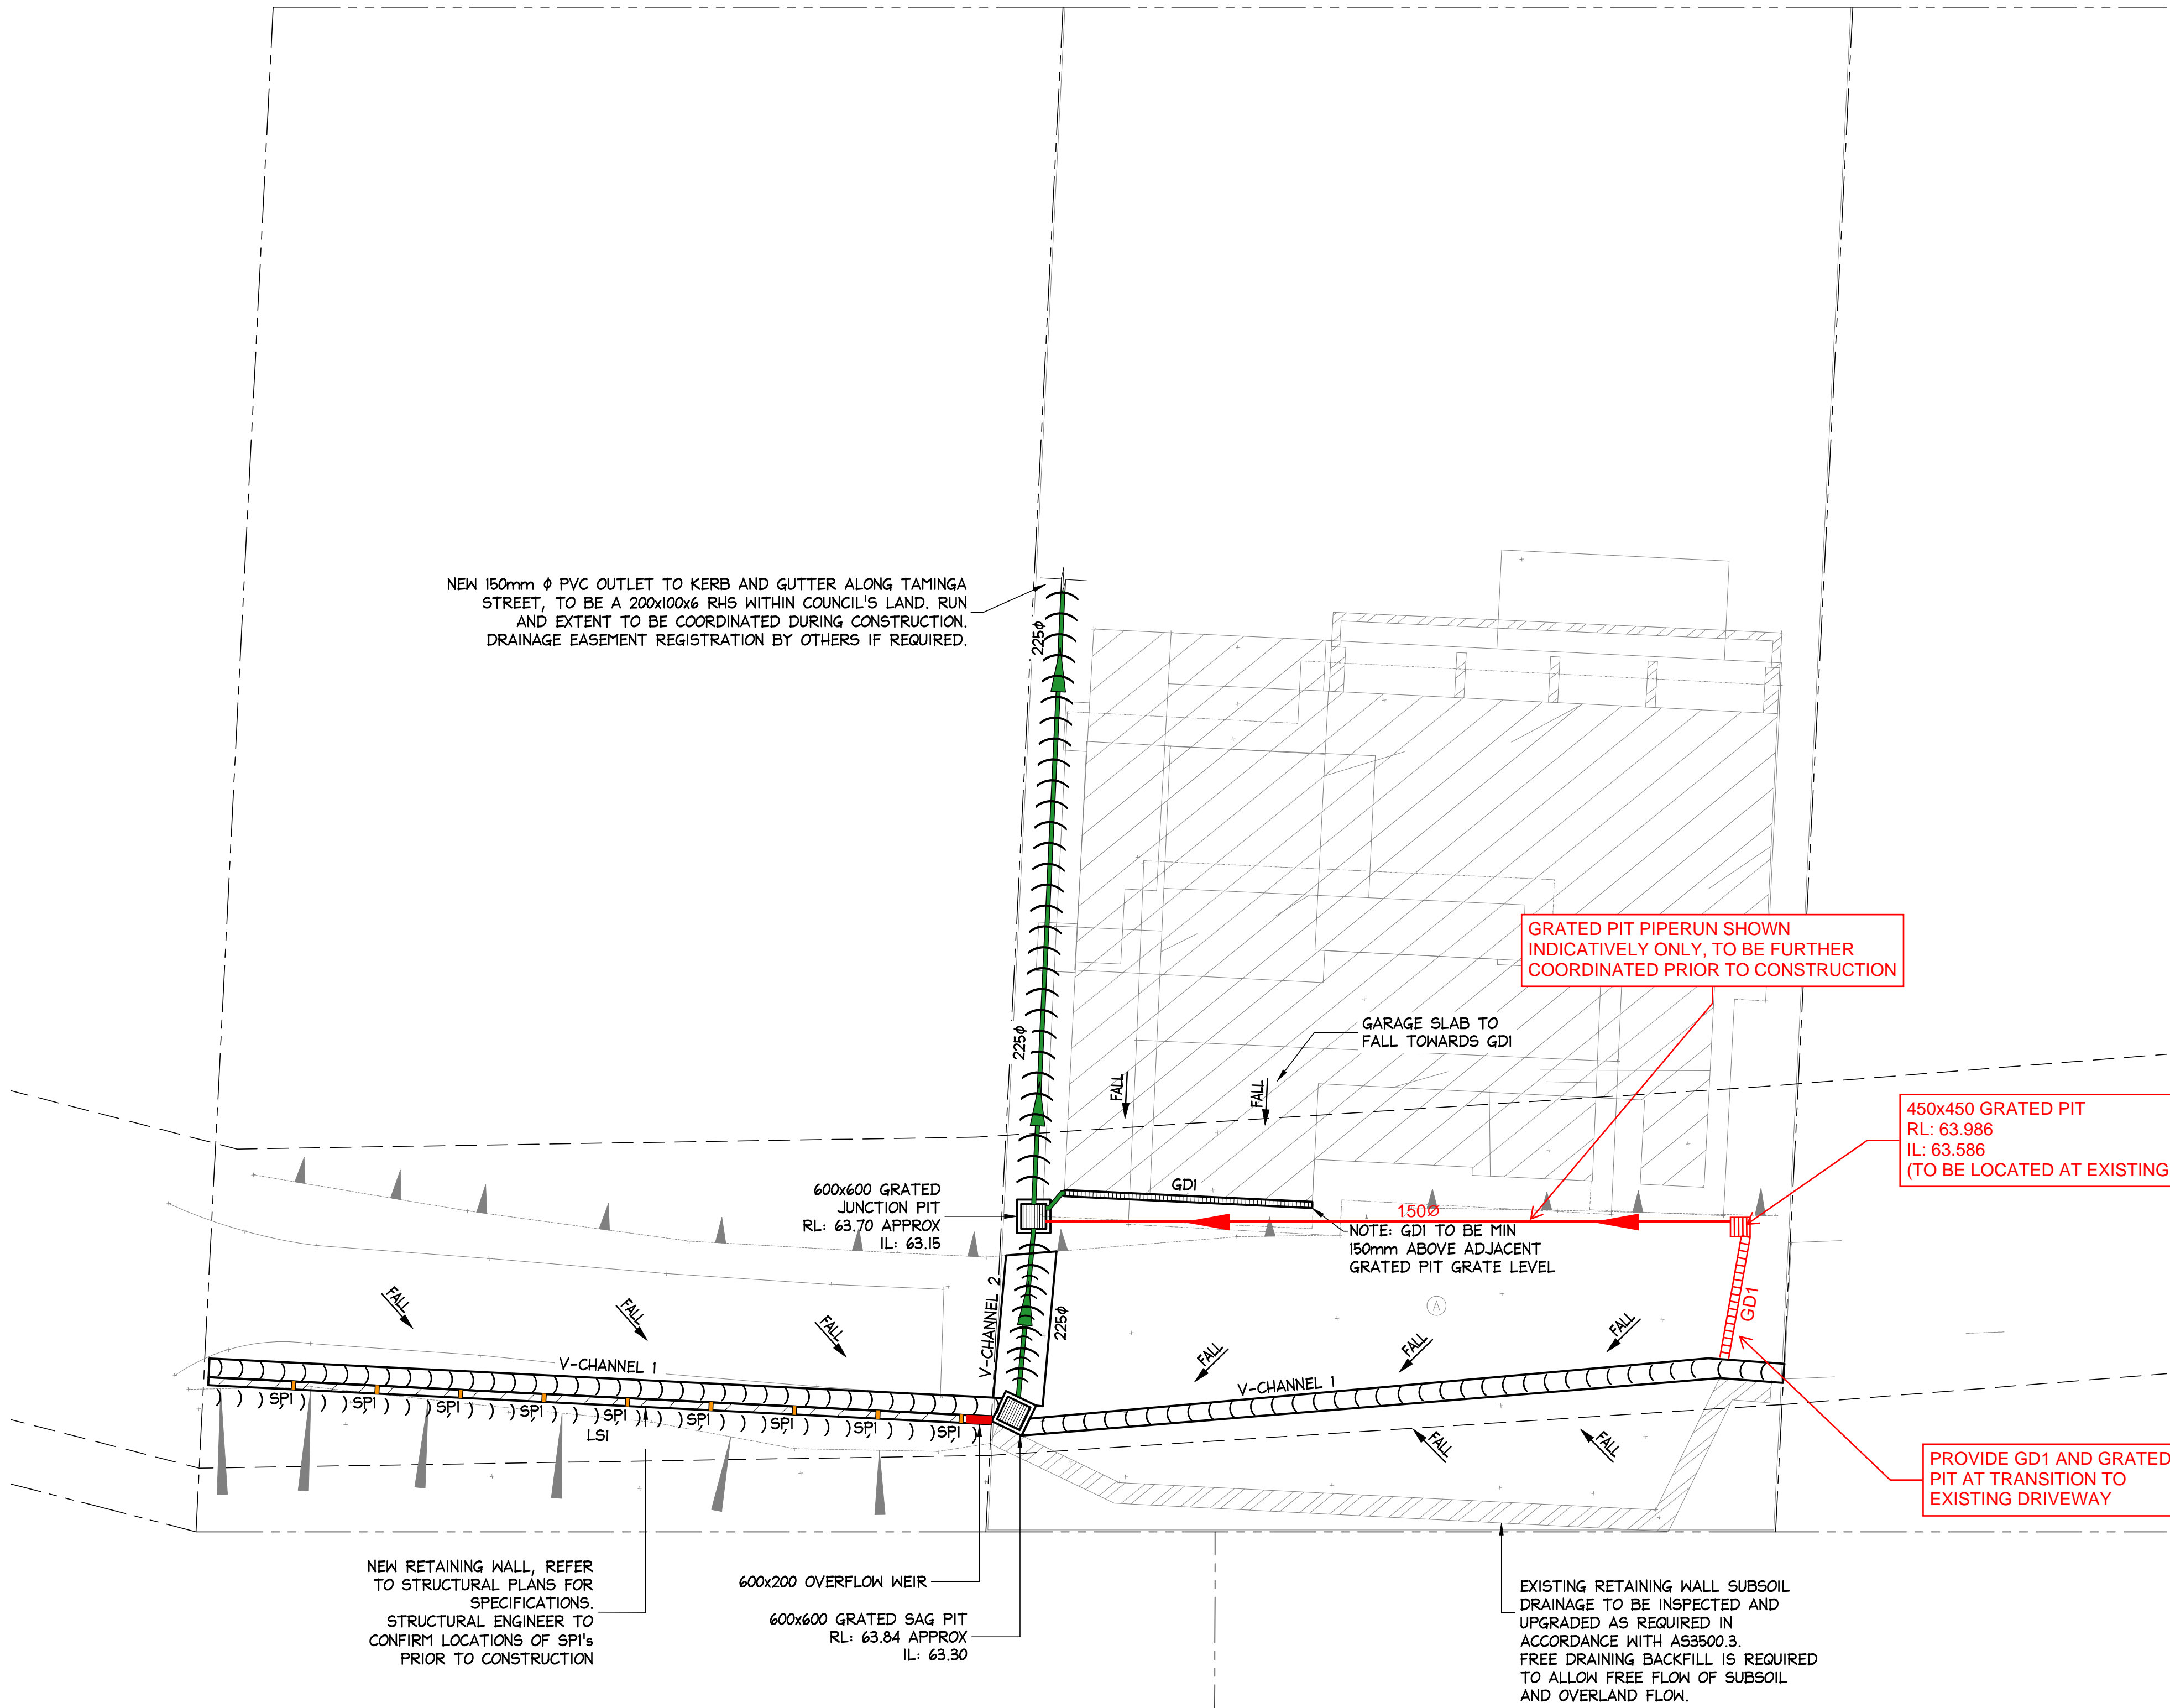 NEW 150mm Φ PVC OUTLET TO KERB AND GUTTER ALONG TAMINGA
STREET, TO BE A 200x100x6 RHS WITHIN COUNCIL'S LAND. RUN
AND EXTENT TO BE COORDINATED DURING CONSTRUCTION.
DRAINAGE EASEMENT REGISTRATION BY OTHERS IF REQUIRED.
225Φ
GRATED PIT PIPERUN SHOWN
INDICATIVELY ONLY, TO BE FURTHER
COORDINATED PRIOR TO CONSTRUCTION
225Φ
GARAGE SLAB TO
FALL TOWARDS GD1
FALL
FALL
450x450 GRATED PIT
RL: 63.986
IL: 63.586
(TO BE LOCATED AT EXISTING
600x600 GRATED
JUNCTION PIT
RL: 63.70 APPROX
IL: 63.15
GD1
150Ø
NOTE: GD1 TO BE MIN
150mm ABOVE ADJACENT
GRATED PIT GRATE LEVEL
V-CHANNEL 2
225Φ
A
GD1
FALL
FALL
FALL
FALL
FALL
FALL
V-CHANNEL 1
V-CHANNEL 1
SP1
SP1
SP1
SP1
SP1
SP1
SP1
SP1
SP1
LS1
FALL
FALL
PROVIDE GD1 AND GRATED
PIT AT TRANSITION TO
EXISTING DRIVEWAY
NEW RETAINING WALL, REFER
TO STRUCTURAL PLANS FOR
SPECIFICATIONS.
STRUCTURAL ENGINEER TO
CONFIRM LOCATIONS OF SP1's
PRIOR TO CONSTRUCTION
600x200 OVERFLOW WEIR
600x600 GRATED SAG PIT
RL: 63.84 APPROX
IL: 63.30
EXISTING RETAINING WALL SUBSOIL
DRAINAGE TO BE INSPECTED AND
UPGRADED AS REQUIRED IN
ACCORDANCE WITH AS3500.3.
FREE DRAINING BACKFILL IS REQUIRED
TO ALLOW FREE FLOW OF SUBSOIL
AND OVERLAND FLOW.